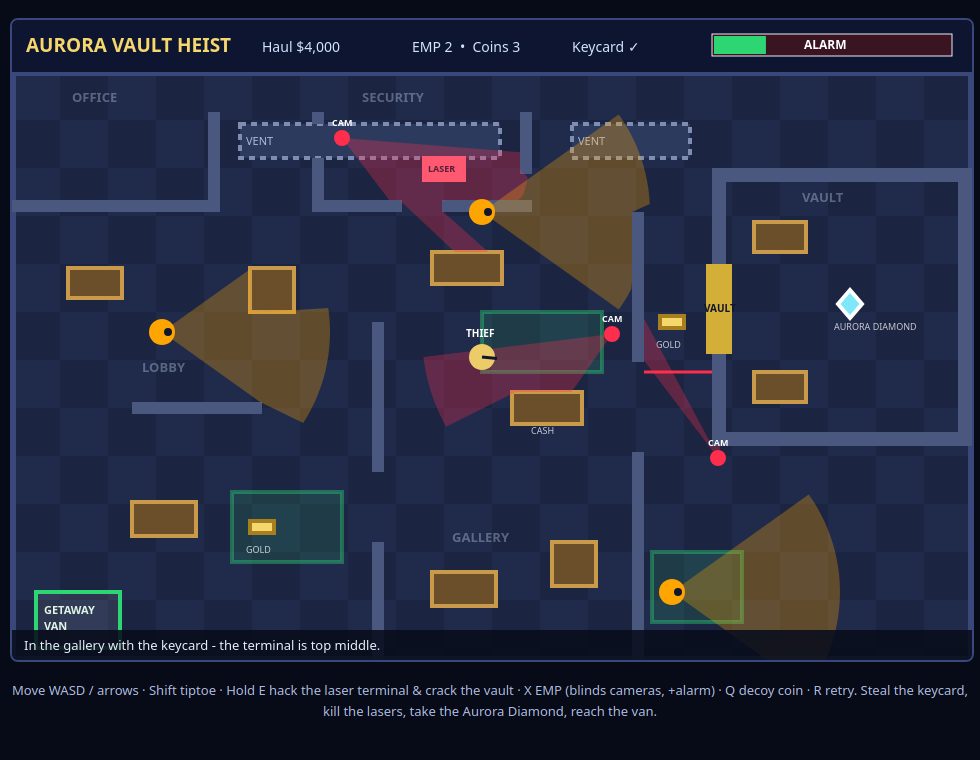 AURORA VAULT HEIST
Haul $4,000
EMP 2 • Coins 3
Keycard ✓
ALARM
OFFICE
SECURITY
CAM
VENT
VENT
LASER
VAULT
VAULT
AURORA DIAMOND
CAM
THIEF
GOLD
LOBBY
CASH
CAM
GOLD
GALLERY
GETAWAY
VAN
In the gallery with the keycard - the terminal is top middle.
Move WASD / arrows · Shift tiptoe · Hold E hack the laser terminal & crack the vault · X EMP (blinds cameras, +alarm) · Q decoy coin · R retry. Steal the keycard,
kill the lasers, take the Aurora Diamond, reach the van.